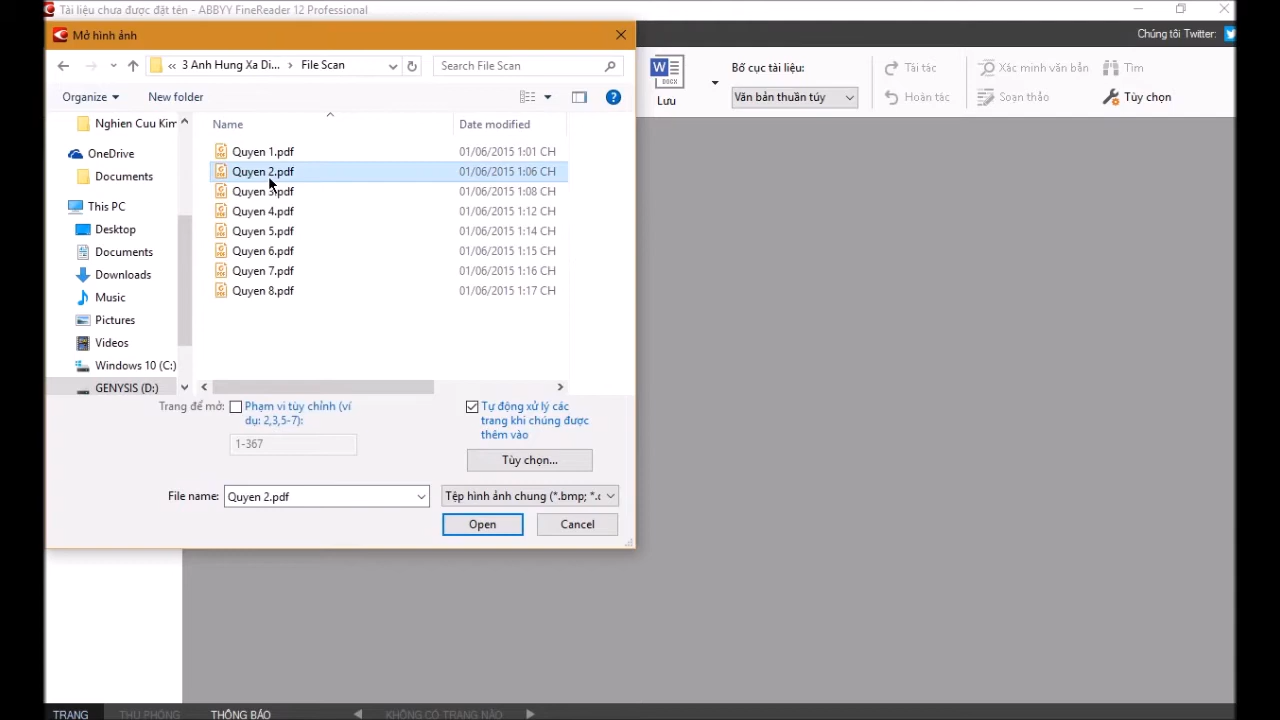 Tài liệu chưa được đặt tên - ABBYY FineReader 12 Professional
Mở hình ảnh
Chúng tôi Twitter:
« 3 Anh Hung Xa Di... › File Scan
Search File Scan
Organize
New folder
W
DOCX
Lưu
Bố cục tài liệu:
Văn bản thuần túy
Tái tác
Hoàn tác
Xác minh văn bản
Soạn thảo
Tìm
Tùy chọn
Nghien Cuu Kim
OneDrive
Documents
This PC
Desktop
Documents
Downloads
Music
Pictures
Videos
Windows 10 (C:)
GENYSIS (D:)
Name
Date modified
Quyen 1.pdf 01/06/2015 1:01 CH
Quyen 2.pdf 01/06/2015 1:06 CH
Quyen 3.pdf 01/06/2015 1:08 CH
Quyen 4.pdf 01/06/2015 1:12 CH
Quyen 5.pdf 01/06/2015 1:14 CH
Quyen 6.pdf 01/06/2015 1:15 CH
Quyen 7.pdf 01/06/2015 1:16 CH
Quyen 8.pdf 01/06/2015 1:17 CH
Trang để mở:
Phạm vi tùy chỉnh (ví
dụ: 2,3,5-7):
1-367
Tự động xử lý các
trang khi chúng được
thêm vào
Tùy chọn...
File name:
Quyen 2.pdf
Tệp hình ảnh chung (*.bmp; *.c
Open
Cancel
TRANG
THU PHÓNG
THÔNG BÁO
KHÔNG CÓ TRANG NÀO